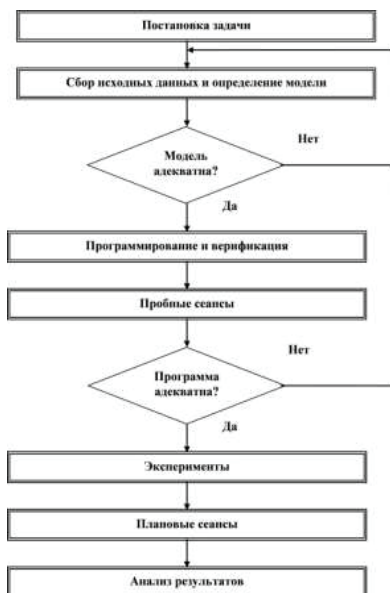 Постановка задачи
Сбор исходных данных и определение модели
Нет
Модель
адекватна?
Да
Программирование и верификация
Пробные сеансы
Нет
Программа
адекватна?
Да
Эксперименты
Плановые сеансы
Анализ результатов